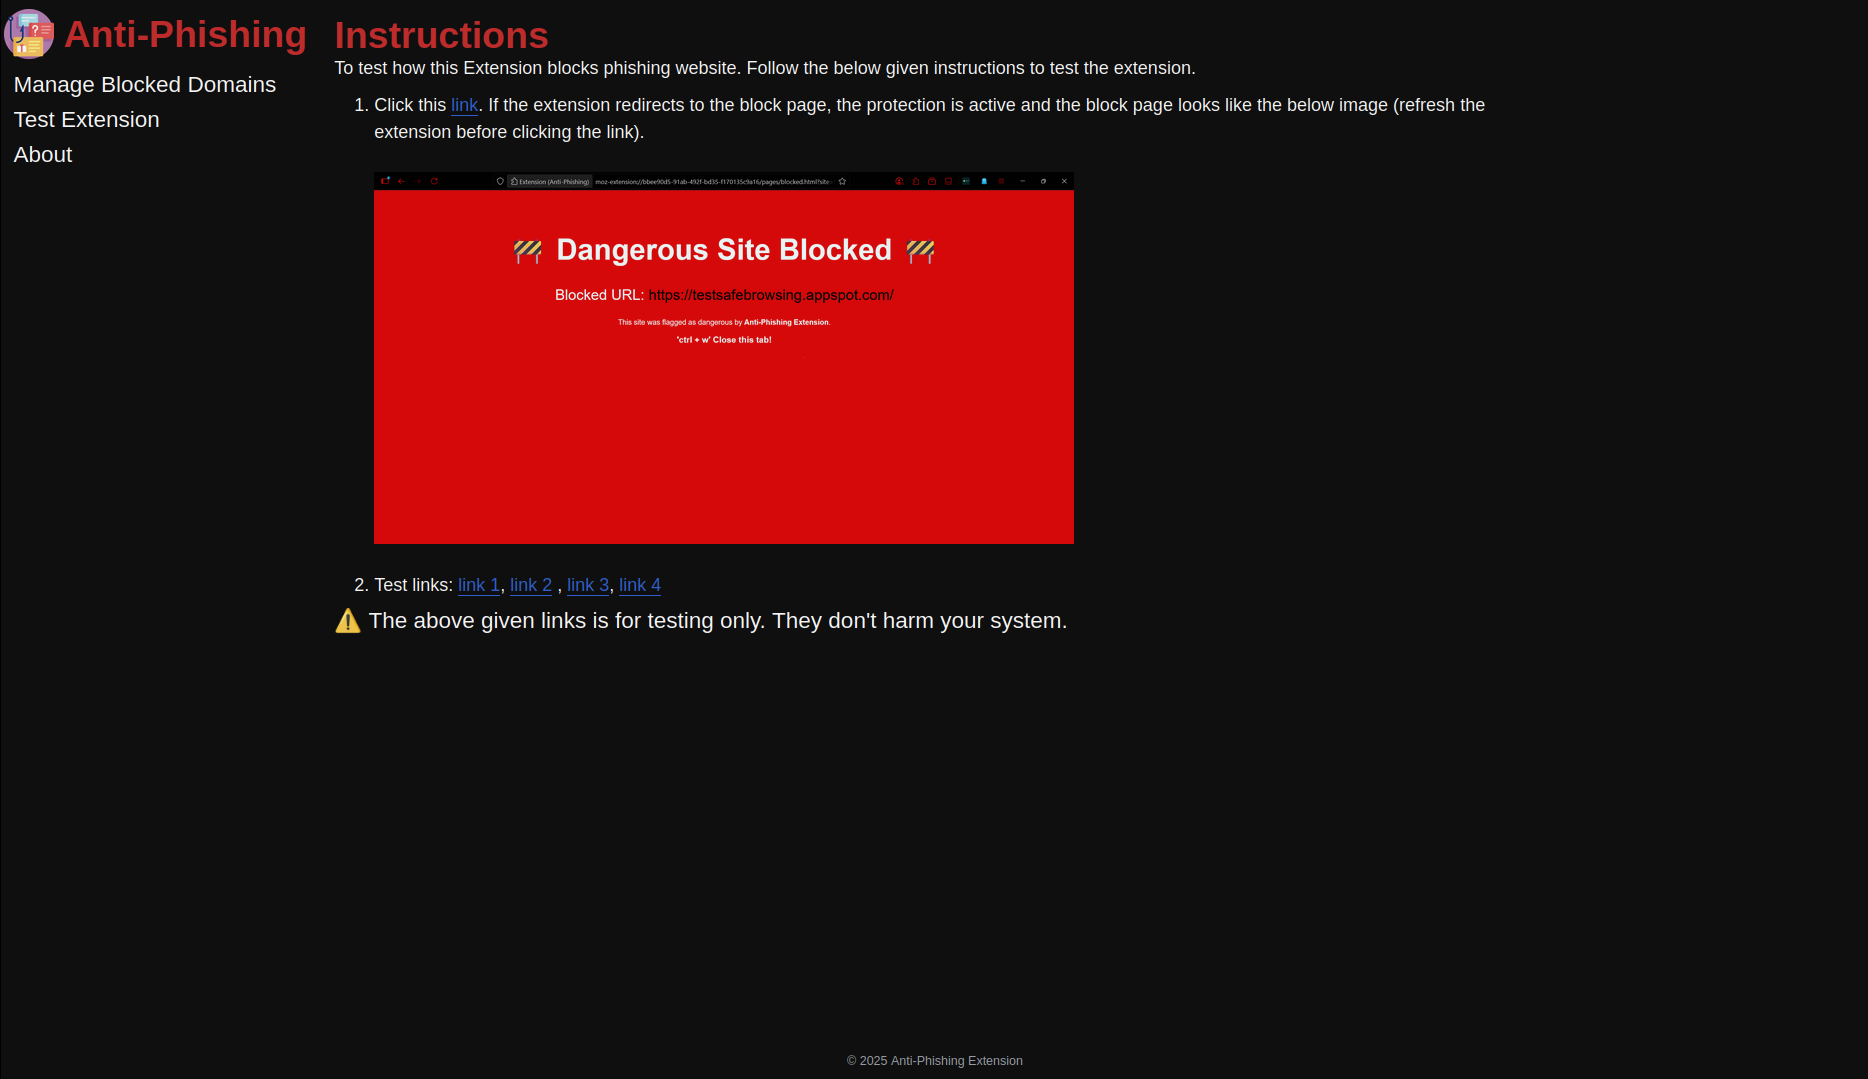 Anti-Phishing
Manage Blocked Domains
Test Extension
About
Instructions
To test how this Extension blocks phishing website. Follow the below given instructions to test the extension.
1. Click this link. If the extension redirects to the block page, the protection is active and the block page looks like the below image (refresh the
extension before clicking the link).
Extension (Anti-Phishing) moz-extension://bbee90d5-91ab-492f-bd35-f170135c9a16/pages/blocked.html?site
🚧 Dangerous Site Blocked 🚧
Blocked URL: https://testsafebrowsing.appspot.com/
This site was flagged as dangerous by Anti-Phishing Extension.
'ctrl + w' Close this tab!
2. Test links: link 1, link 2 , link 3, link 4
⚠️ The above given links is for testing only. They don't harm your system.
© 2025 Anti-Phishing Extension